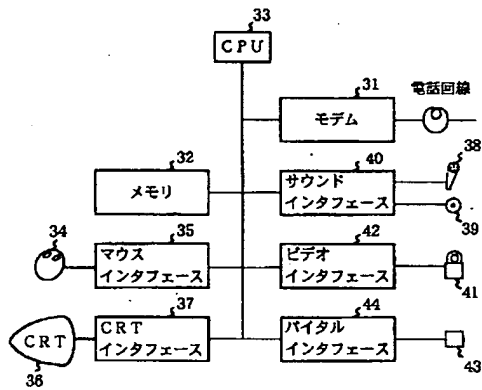 33
CPU
31
モデム
電話回線
38
32
メモリ
40
サウンド
インタフェース
39
34
35
マウス
インタフェース
42
ビデオ
インタフェース
41
CRT
36
37
CRT
インタフェース
44
バイタル
インタフェース
43